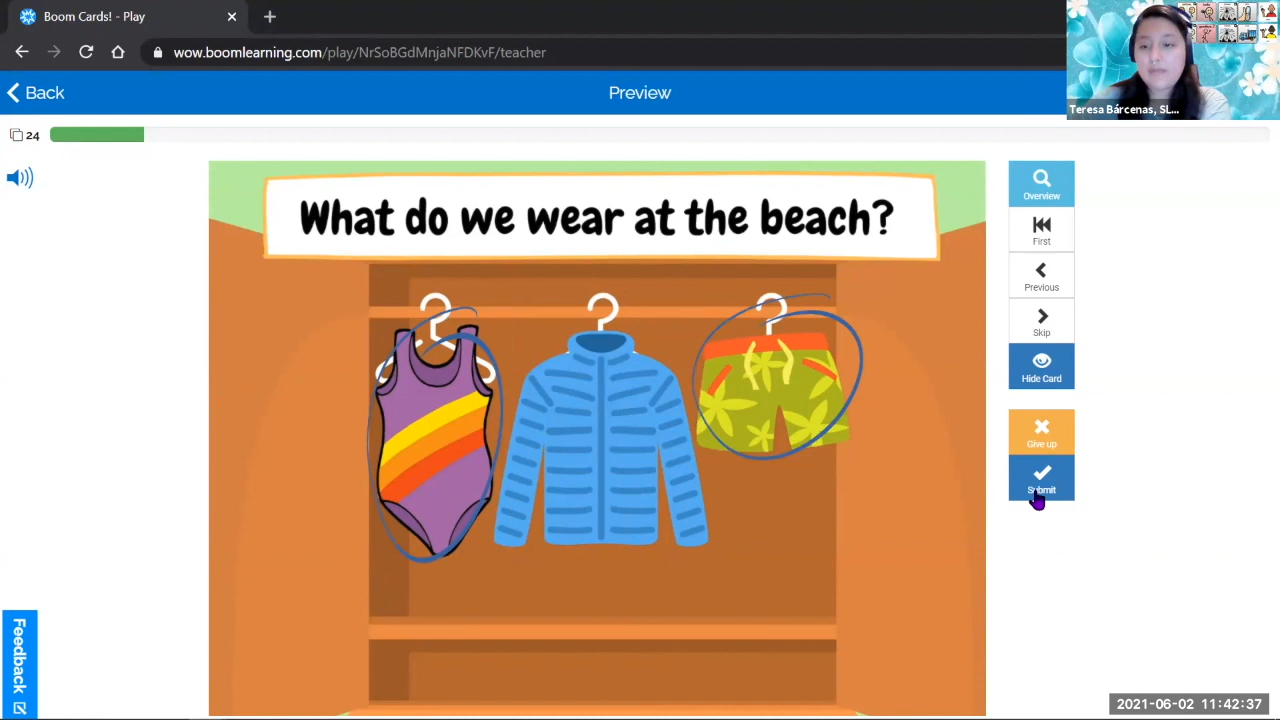 Boom Cards! - Play
wow.boomlearning.com/play/NrSoBGdMnjaNFDKvF/teacher
Teresa Bárcenas, SL...
Back
Preview
24
What do we wear at the beach?
Overview
First
Previous
Skip
Hide Card
Give up
Submit
Feedback
2021-06-02 11:42:37